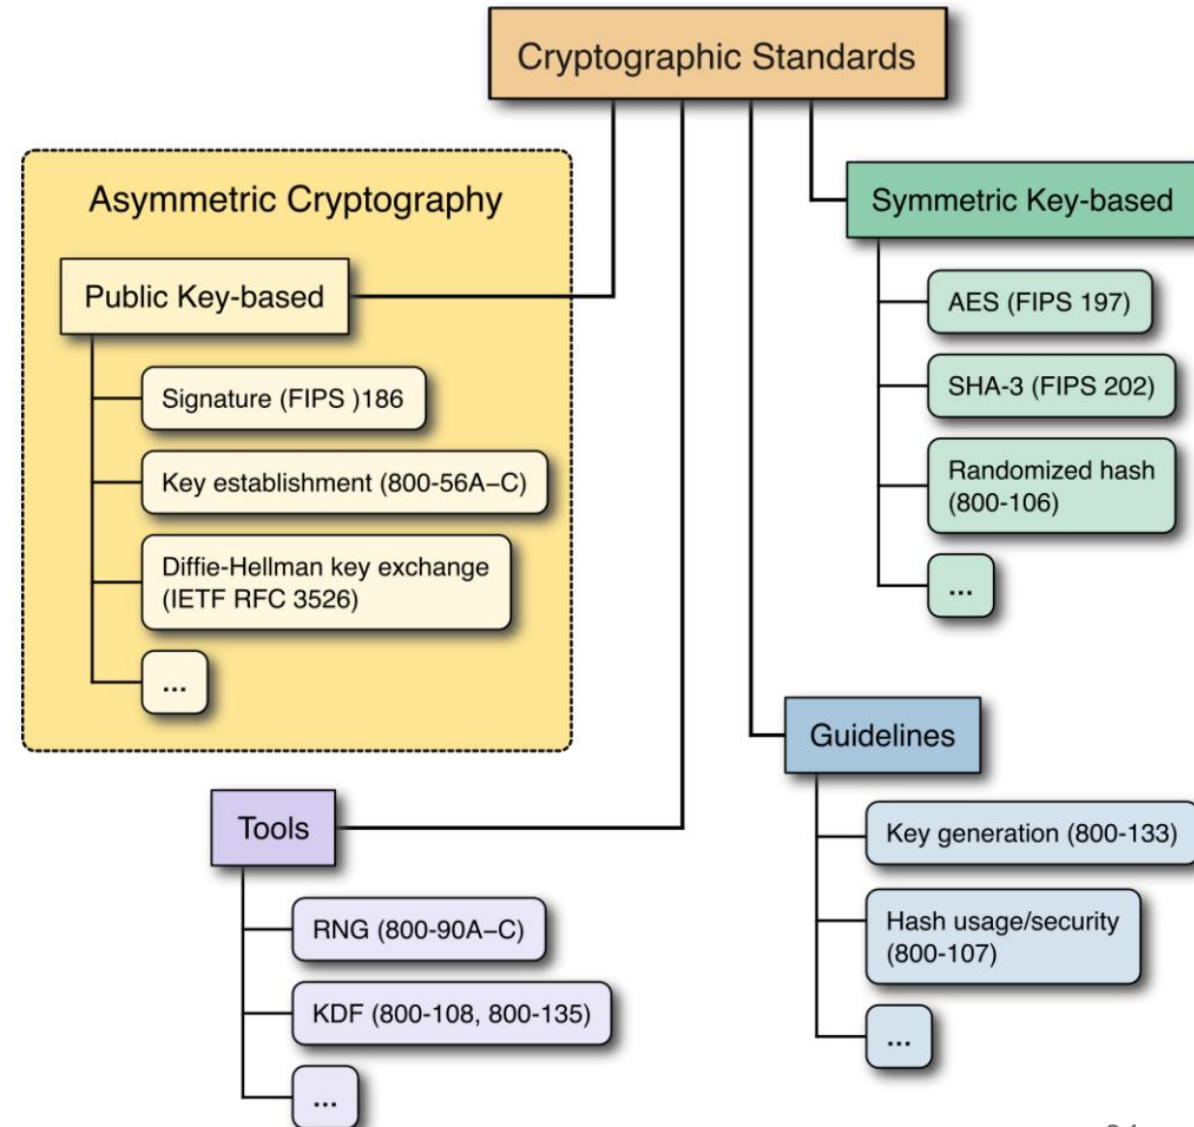 Cryptographic Standards
Asymmetric Cryptography
Public Key-based
Signature (FIPS )186
Key establishment (800-56A–C)
Diffie-Hellman key exchange
(IETF RFC 3526)
...
Symmetric Key-based
AES (FIPS 197)
SHA-3 (FIPS 202)
Randomized hash
(800-106)
...
Tools
RNG (800-90A–C)
KDF (800-108, 800-135)
...
Guidelines
Key generation (800-133)
Hash usage/security
(800-107)
...